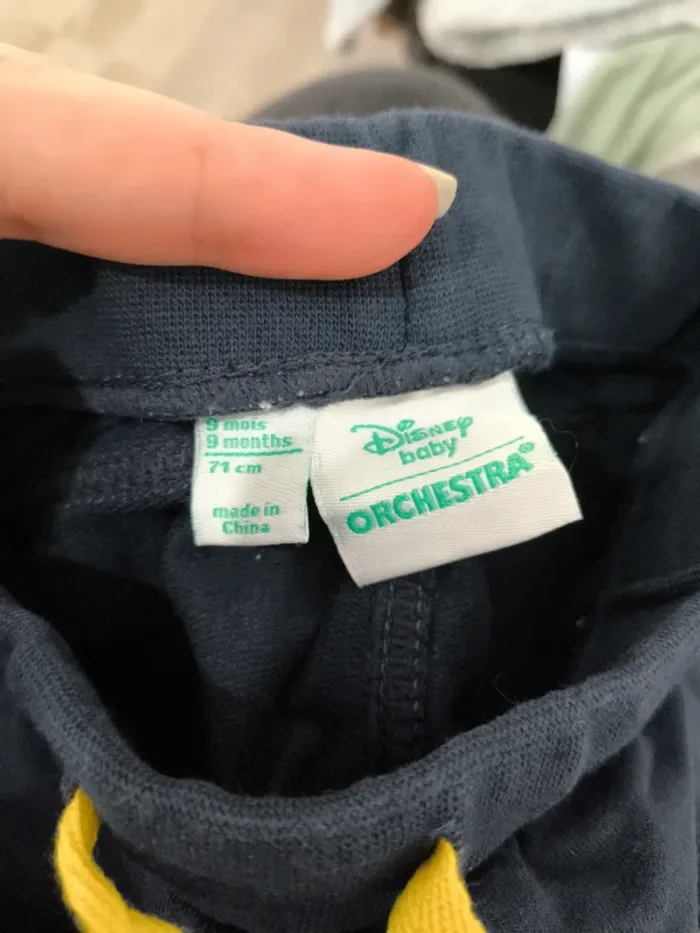 9 mois
9 months
71 cm
made in
China
Disney
baby
ORCHESTRA®